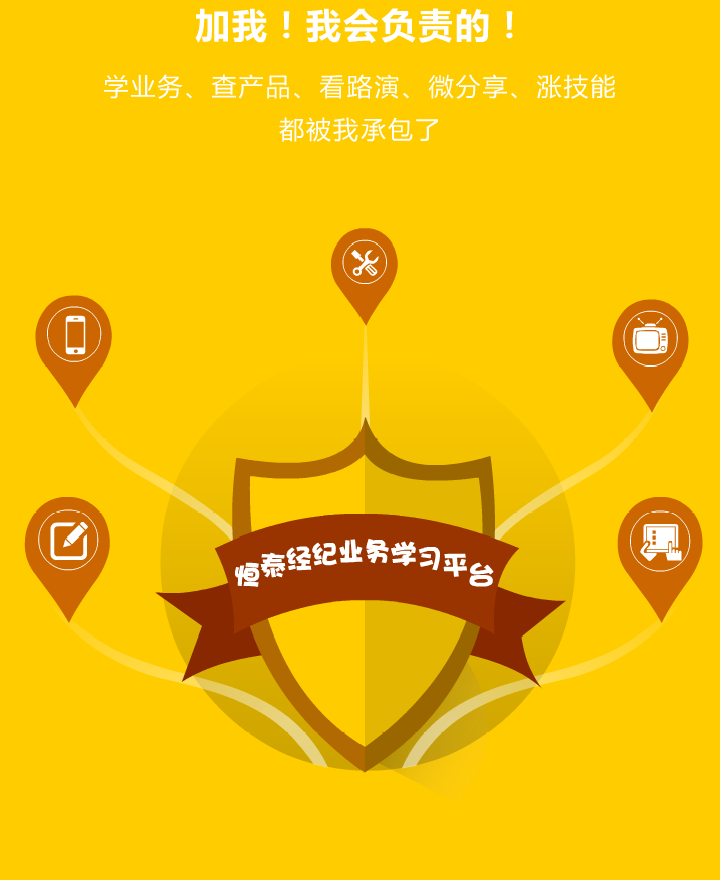 加我！我会负责的！
学业务、查产品、看路演、微分享、涨技能
都被我承包了
恒泰经纪业务学习平台